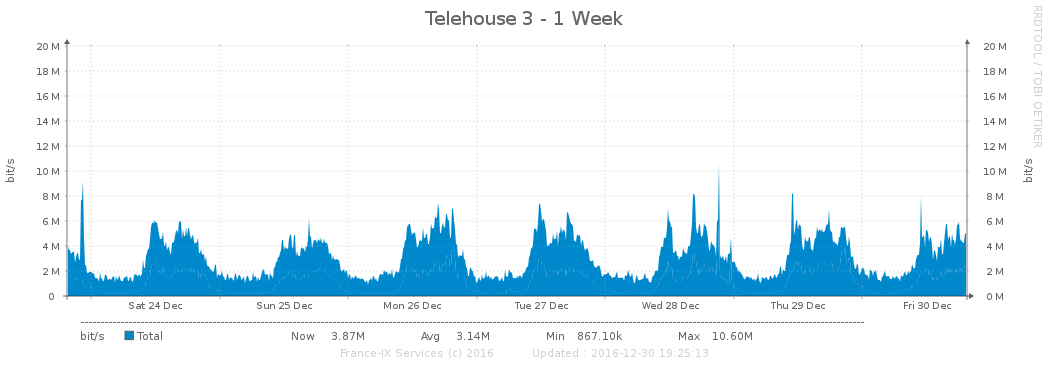 Telehouse 3 - 1 Week
RRDTOOL / TOBI OETIKER
bit/s
20 M 20 M
18 M 18 M
16 M 16 M
14 M 14 M
12 M 12 M
10 M 10 M
8 M 8 M
6 M 6 M
4 M 4 M
2 M 2 M
0 0 M
bit/s
Sat 24 Dec Sun 25 Dec Mon 26 Dec Tue 27 Dec Wed 28 Dec Thu 29 Dec Fri 30 Dec
bit/s Total Now 3.87M Avg 3.14M Min 867.10k Max 10.60M
France-IX Services (c) 2016 Updated : 2016-12-30 19:25:13